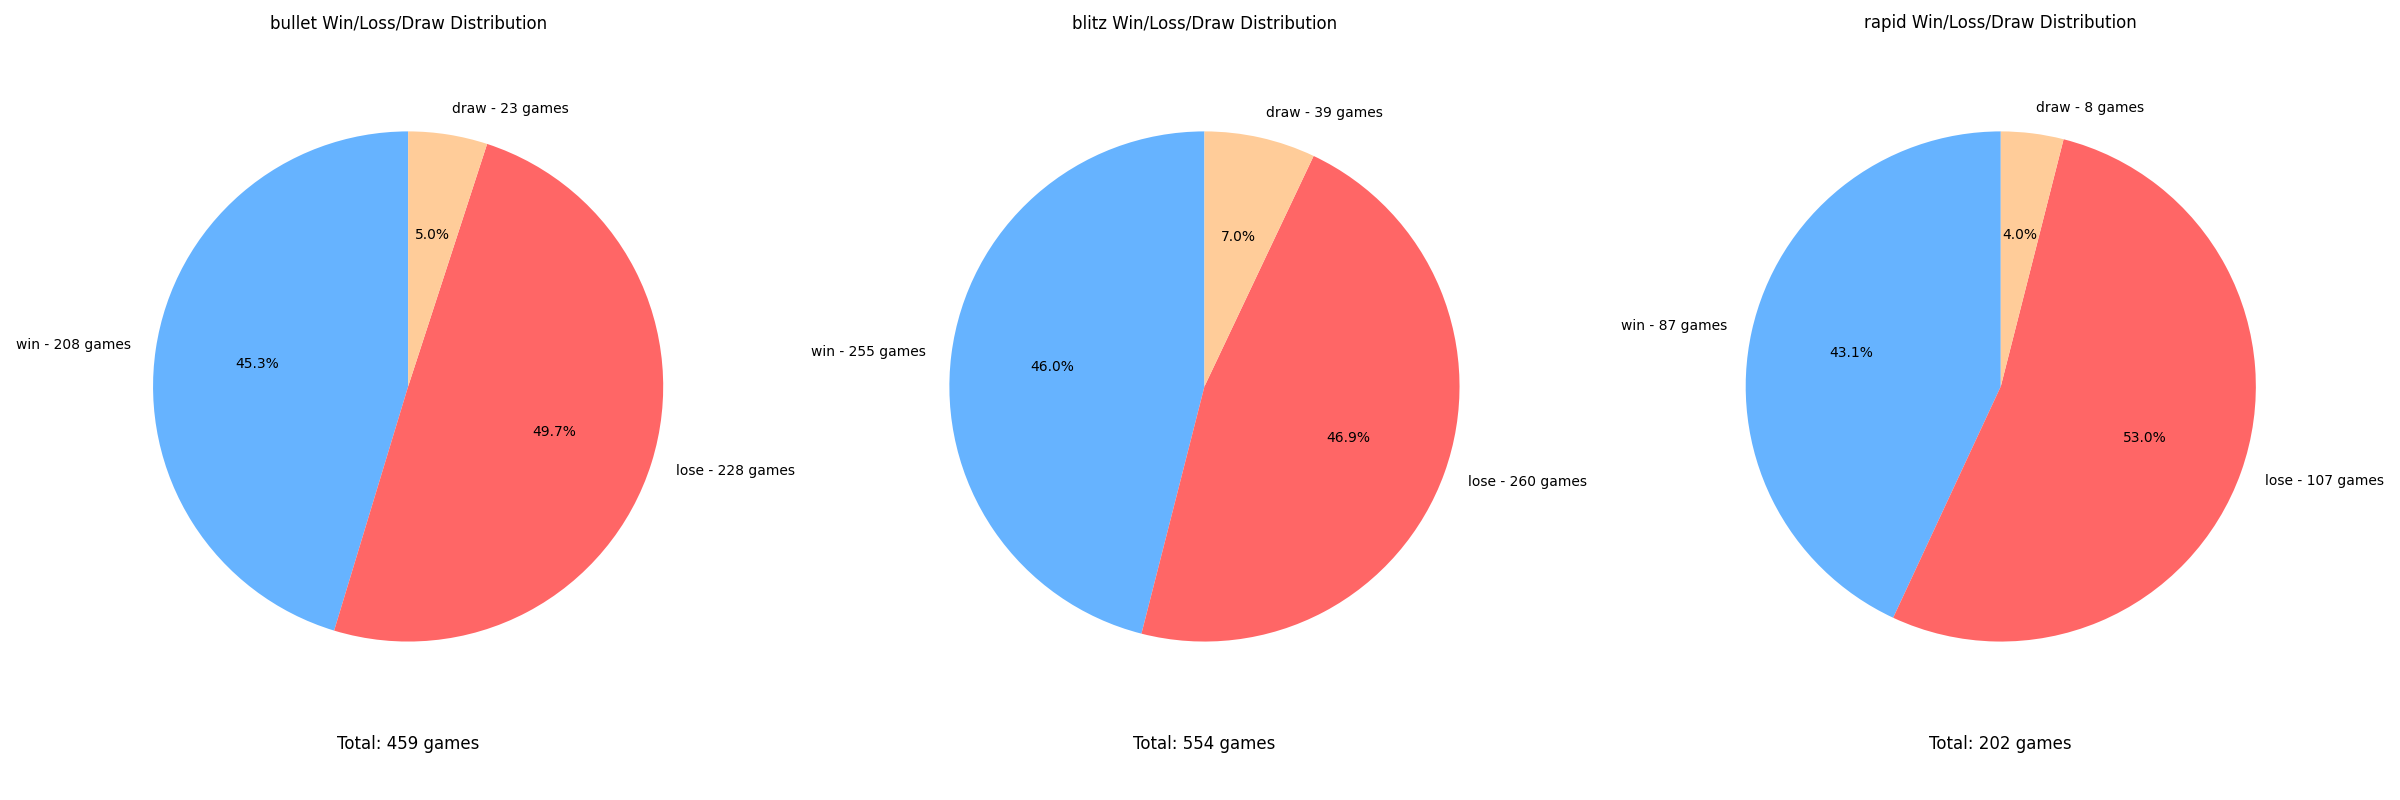 bullet Win/Loss/Draw Distribution
draw - 23 games
5.0%
win - 208 games
45.3%
49.7%
lose - 228 games
Total: 459 games
blitz Win/Loss/Draw Distribution
draw - 39 games
7.0%
win - 255 games
46.0%
46.9%
lose - 260 games
Total: 554 games
rapid Win/Loss/Draw Distribution
draw - 8 games
4.0%
win - 87 games
43.1%
53.0%
lose - 107 games
Total: 202 games